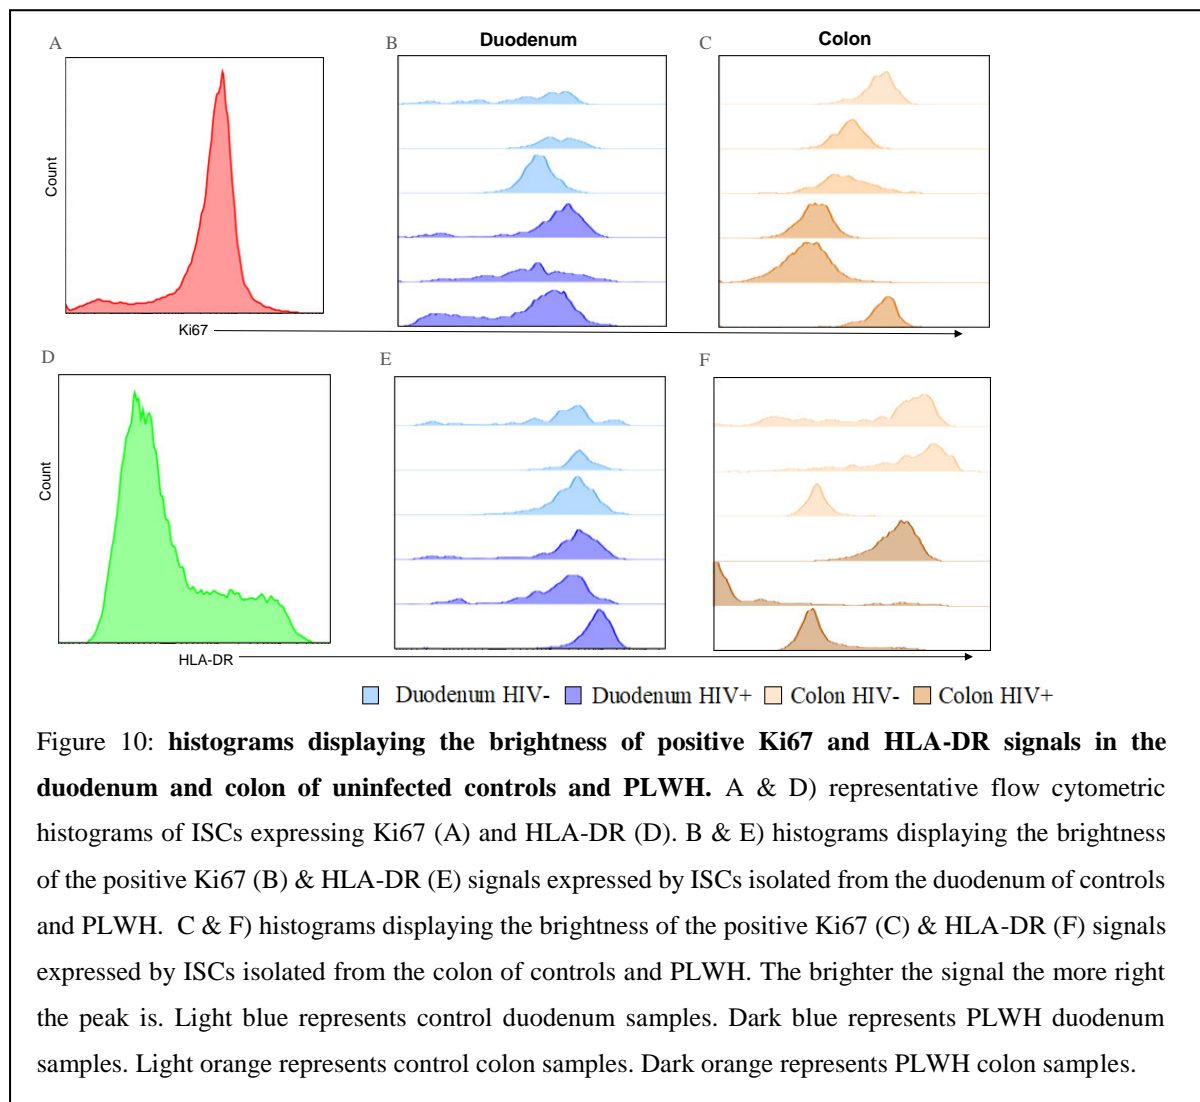 A
B
Duodenum
C
Colon
Count
Ki67
D
E
F
Count
HLA-DR
Duodenum HIV- Duodenum HIV+ Colon HIV- Colon HIV+
Figure 10: histograms displaying the brightness of positive Ki67 and HLA-DR signals in the
duodenum and colon of uninfected controls and PLWH. A & D) representative flow cytometric
histograms of ISCs expressing Ki67 (A) and HLA-DR (D). B & E) histograms displaying the brightness
of the positive Ki67 (B) & HLA-DR (E) signals expressed by ISCs isolated from the duodenum of controls
and PLWH. C & F) histograms displaying the brightness of the positive Ki67 (C) & HLA-DR (F) signals
expressed by ISCs isolated from the colon of controls and PLWH. The brighter the signal the more right
the peak is. Light blue represents control duodenum samples. Dark blue represents PLWH duodenum
samples. Light orange represents control colon samples. Dark orange represents PLWH colon samples.